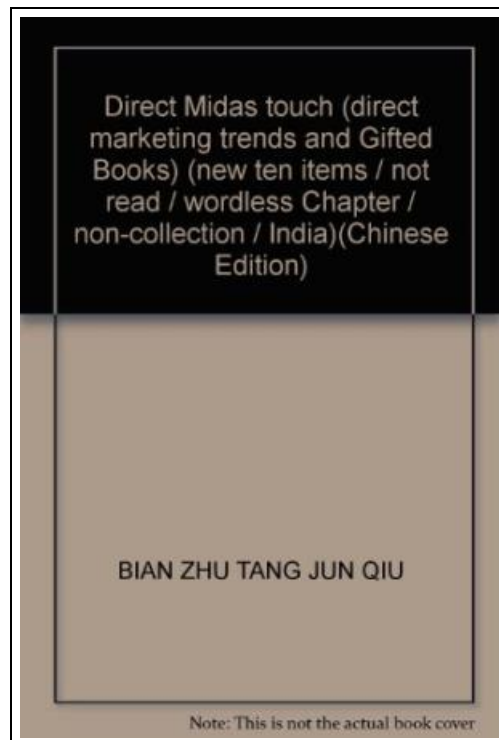 Direct Midas touch (direct
marketing trends and Gifted
Books) (new ten items / not
read / wordless Chapter /
non-collection / India)(Chinese
Edition)
BIAN ZHU TANG JUN QIU
Note: This is not the actual book cover